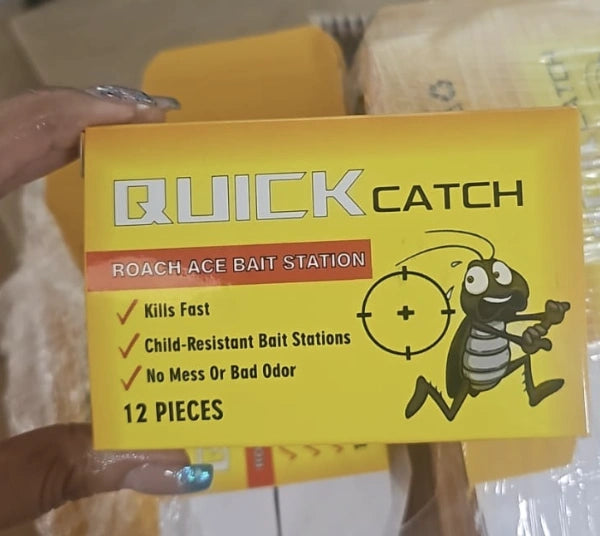 QUICK CATCH
ROACH ACE BAIT STATION
Kills Fast
Child-Resistant Bait Stations
No Mess Or Bad Odor
12 PIECES